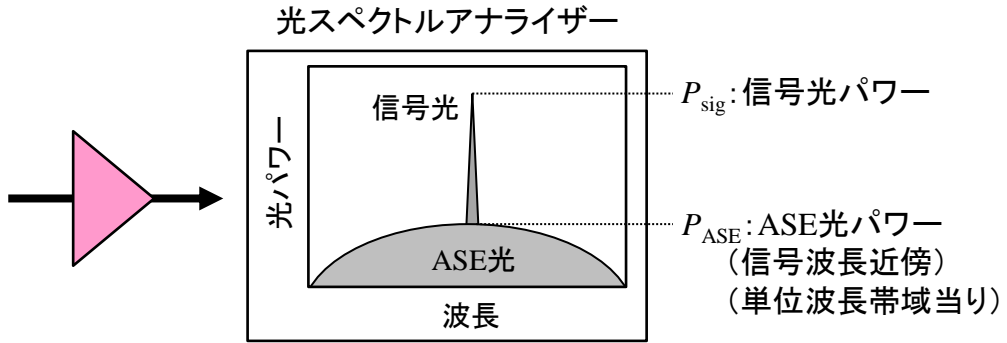 光スペクトルアナライザー
光パワー
信号光
ASE光
波長
P_sig:信号光パワー
P_ASE:ASE光パワー
(信号波長近傍)
(単位波長帯域当り)